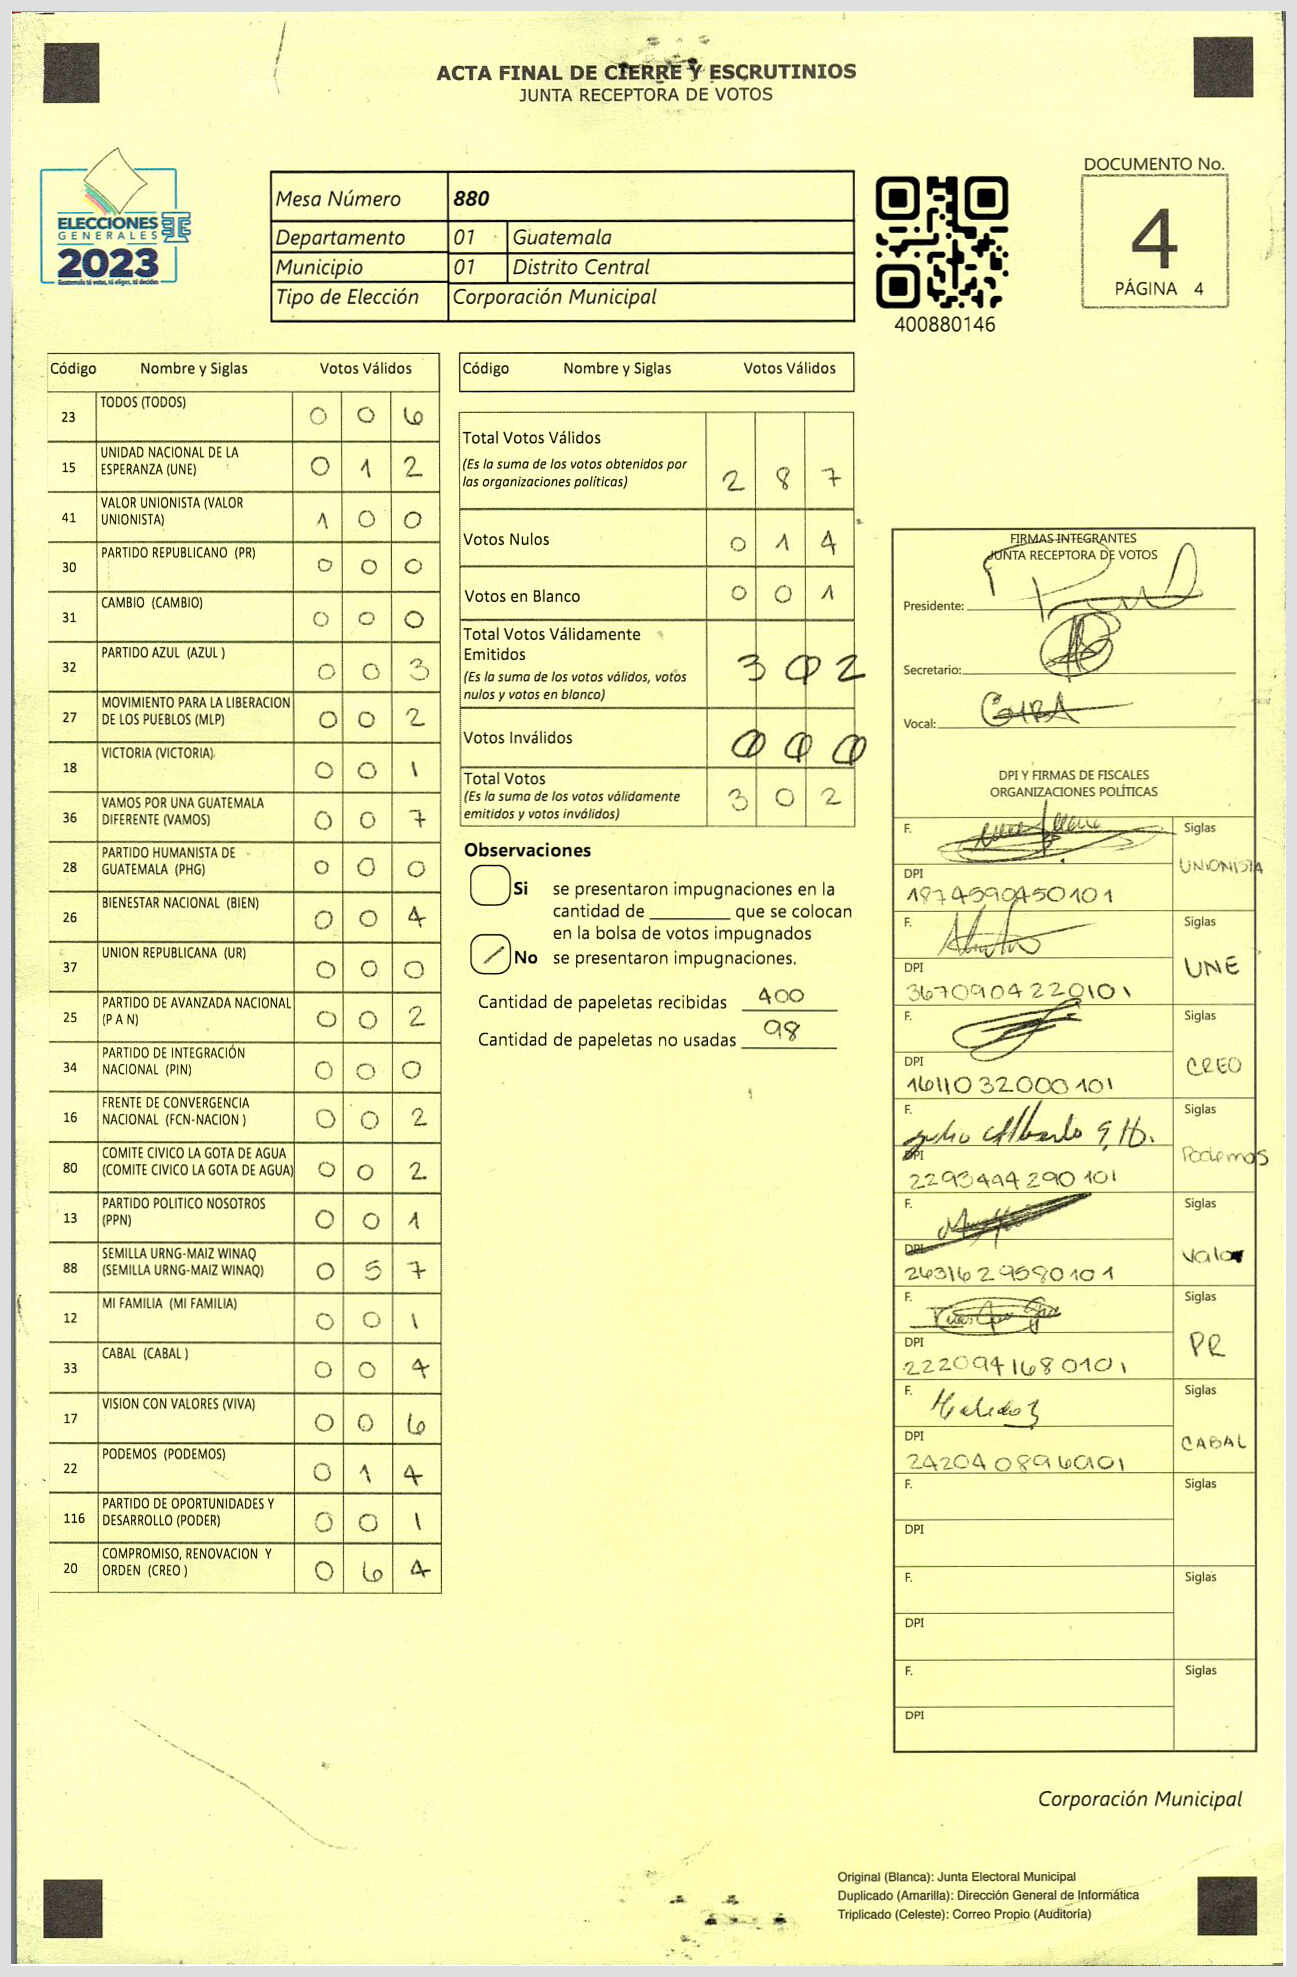 ACTA FINAL DE CIERRE Y ESCRUTINIOS
JUNTA RECEPTORA DE VOTOS
ELECCIONES
GENERALES
2023
Guatemala tú votas, tú eliges, tú decides
Mesa Número 880
Departamento 01 Guatemala
Municipio 01 Distrito Central
Tipo de Elección Corporación Municipal
400880146
DOCUMENTO No.
4
PÁGINA 4
Código Nombre y Siglas Votos Válidos
23 TODOS (TODOS) 0 0 6
15 UNIDAD NACIONAL DE LA ESPERANZA (UNE) 0 1 2
41 VALOR UNIONISTA (VALOR UNIONISTA) 1 0 0
30 PARTIDO REPUBLICANO (PR) 0 0 0
31 CAMBIO (CAMBIO) 0 0 0
32 PARTIDO AZUL (AZUL ) 0 0 3
27 MOVIMIENTO PARA LA LIBERACION DE LOS PUEBLOS (MLP) 0 0 2
18 VICTORIA (VICTORIA) 0 0 1
36 VAMOS POR UNA GUATEMALA DIFERENTE (VAMOS) 0 0 7
28 PARTIDO HUMANISTA DE GUATEMALA (PHG) 0 0 0
26 BIENESTAR NACIONAL (BIEN) 0 0 4
37 UNION REPUBLICANA (UR) 0 0 0
25 PARTIDO DE AVANZADA NACIONAL (P A N) 0 0 2
34 PARTIDO DE INTEGRACIÓN NACIONAL (PIN) 0 0 0
16 FRENTE DE CONVERGENCIA NACIONAL (FCN-NACION ) 0 0 2
80 COMITE CIVICO LA GOTA DE AGUA (COMITE CIVICO LA GOTA DE AGUA) 0 0 2
13 PARTIDO POLITICO NOSOTROS (PPN) 0 0 1
88 SEMILLA URNG-MAIZ WINAQ (SEMILLA URNG-MAIZ WINAQ) 0 5 7
12 MI FAMILIA (MI FAMILIA) 0 0 1
33 CABAL (CABAL ) 0 0 4
17 VISION CON VALORES (VIVA) 0 0 6
22 PODEMOS (PODEMOS) 0 1 4
116 PARTIDO DE OPORTUNIDADES Y DESARROLLO (PODER) 0 0 1
20 COMPROMISO, RENOVACION Y ORDEN (CREO ) 0 6 4
Código Nombre y Siglas Votos Válidos
Total Votos Válidos
(Es la suma de los votos obtenidos por
las organizaciones políticas) 2 8 7
Votos Nulos 0 1 4
Votos en Blanco 0 0 1
Total Votos Válidamente
Emitidos
(Es la suma de los votos válidos, votos
nulos y votos en blanco) 3 0 2
Votos Inválidos 0 0 0
Total Votos
(Es la suma de los votos válidamente
emitidos y votos inválidos) 3 0 2
Observaciones
Si se presentaron impugnaciones en la
cantidad de ________ que se colocan
en la bolsa de votos impugnados
No se presentaron impugnaciones.
Cantidad de papeletas recibidas 400
Cantidad de papeletas no usadas 98
FIRMAS INTEGRANTES
JUNTA RECEPTORA DE VOTOS
Presidente:
Secretario:
Vocal:
DPI Y FIRMAS DE FISCALES
ORGANIZACIONES POLÍTICAS
F. Siglas
UNIONISTA
DPI
1874590450101
F. Siglas
UNE
DPI
3670904220101
F. Siglas
CREO
DPI
1611032000101
F. Julio Alberto G. H. Siglas
Podemos
DPI
2293444290101
F. Siglas
Valor
DPI
2631629580101
F. Siglas
PR
DPI
2220941680101
F. Siglas
CABAL
DPI
2420408960101
F. Siglas
DPI
F. Siglas
DPI
F. Siglas
DPI
Corporación Municipal
Original (Blanca): Junta Electoral Municipal
Duplicado (Amarilla): Dirección General de Informática
Triplicado (Celeste): Correo Propio (Auditoría)